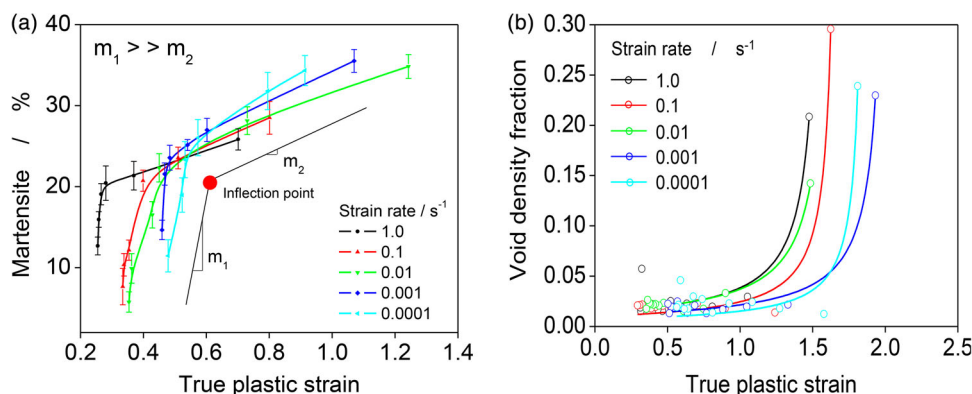 (a)
m₁ > > m₂
Martensite / %
40
30
20
10
0.2 0.4 0.6 0.8 1.0 1.2 1.4
True plastic strain
m₂
Inflection point
m₁
Strain rate / s⁻¹
1.0
0.1
0.01
0.001
0.0001
(b)
Void density fraction
0.30
0.25
0.20
0.15
0.10
0.05
0.00
0.0 0.5 1.0 1.5 2.0 2.5
True plastic strain
Strain rate / s⁻¹
1.0
0.1
0.01
0.001
0.0001